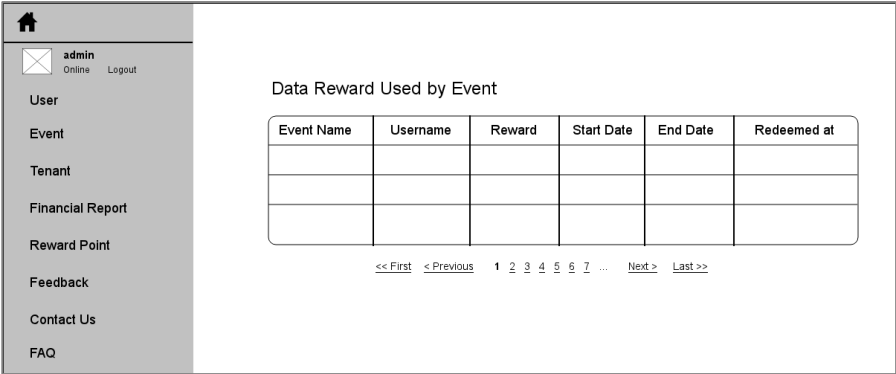 admin
Online Logout
User
Event
Tenant
Financial Report
Reward Point
Feedback
Contact Us
FAQ
Data Reward Used by Event
Event Name Username Reward Start Date End Date Redeemed at
<< First < Previous 1 2 3 4 5 6 7 ... Next > Last >>